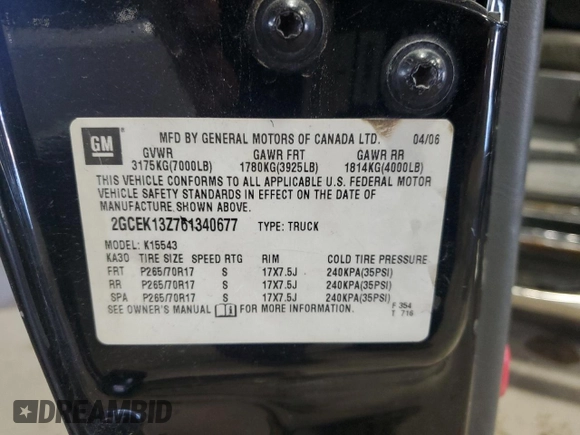 GM
MFD BY GENERAL MOTORS OF CANADA LTD. 04/06
GVWR GAWR FRT GAWR RR
3175KG(7000LB) 1780KG(3925LB) 1814KG(4000LB)
THIS VEHICLE CONFORMS TO ALL APPLICABLE U.S. FEDERAL MOTOR
VEHICLE SAFETY STANDARDS IN EFFECT ON THE DATE OF
MANUFACTURE SHOWN ABOVE.
2GCEK13Z761340677 TYPE: TRUCK
MODEL: K15543
KA30 TIRE SIZE SPEED RTG RIM COLD TIRE PRESSURE
FRT P265/70R17 S 17X7.5J 240KPA(35PSI)
RR P265/70R17 S 17X7.5J 240KPA(35PSI)
SPA P265/70R17 S 17X7.5J 240KPA(35PSI)
SEE OWNER'S MANUAL i FOR MORE INFORMATION.
F 354
T 716
DREAMBID